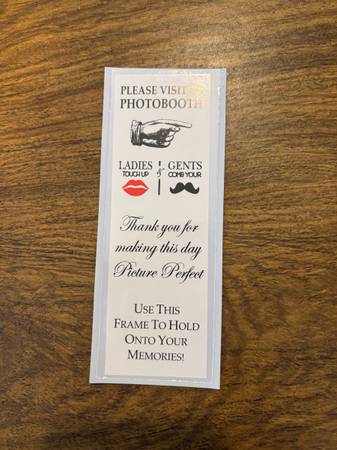 PLEASE VISIT
PHOTOBOOTH
LADIES & GENTS
TOUCH UP COMB YOUR
Thank you for
making this day
Picture Perfect
USE THIS
FRAME TO HOLD
ONTO YOUR
MEMORIES!